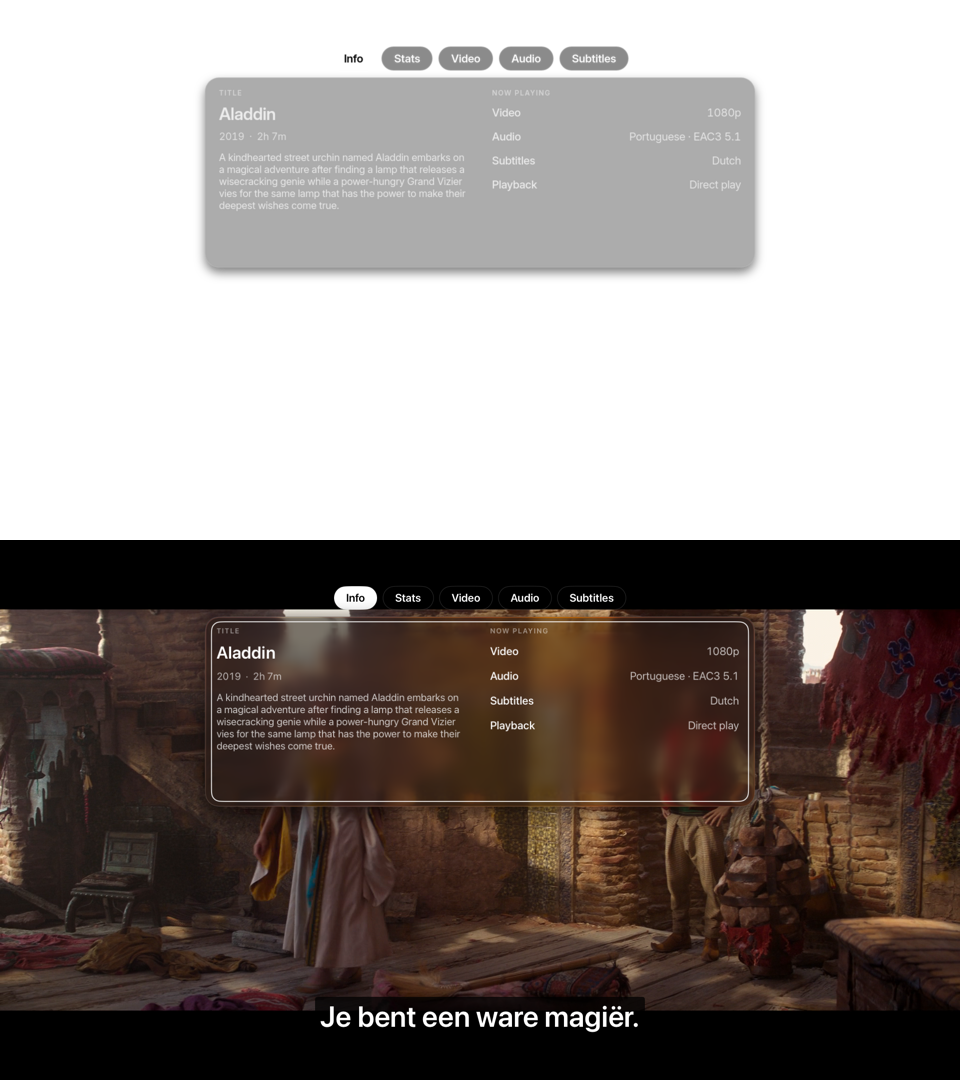 Info Stats Video Audio Subtitles
TITLE
Aladdin
2019 · 2h 7m
A kindhearted street urchin named Aladdin embarks on
a magical adventure after finding a lamp that releases a
wisecracking genie while a power-hungry Grand Vizier
vies for the same lamp that has the power to make their
deepest wishes come true.
NOW PLAYING
Video 1080p
Audio Portuguese · EAC3 5.1
Subtitles Dutch
Playback Direct play
Info Stats Video Audio Subtitles
TITLE
Aladdin
2019 · 2h 7m
A kindhearted street urchin named Aladdin embarks on
a magical adventure after finding a lamp that releases a
wisecracking genie while a power-hungry Grand Vizier
vies for the same lamp that has the power to make their
deepest wishes come true.
NOW PLAYING
Video 1080p
Audio Portuguese · EAC3 5.1
Subtitles Dutch
Playback Direct play
Je bent een ware magiër.